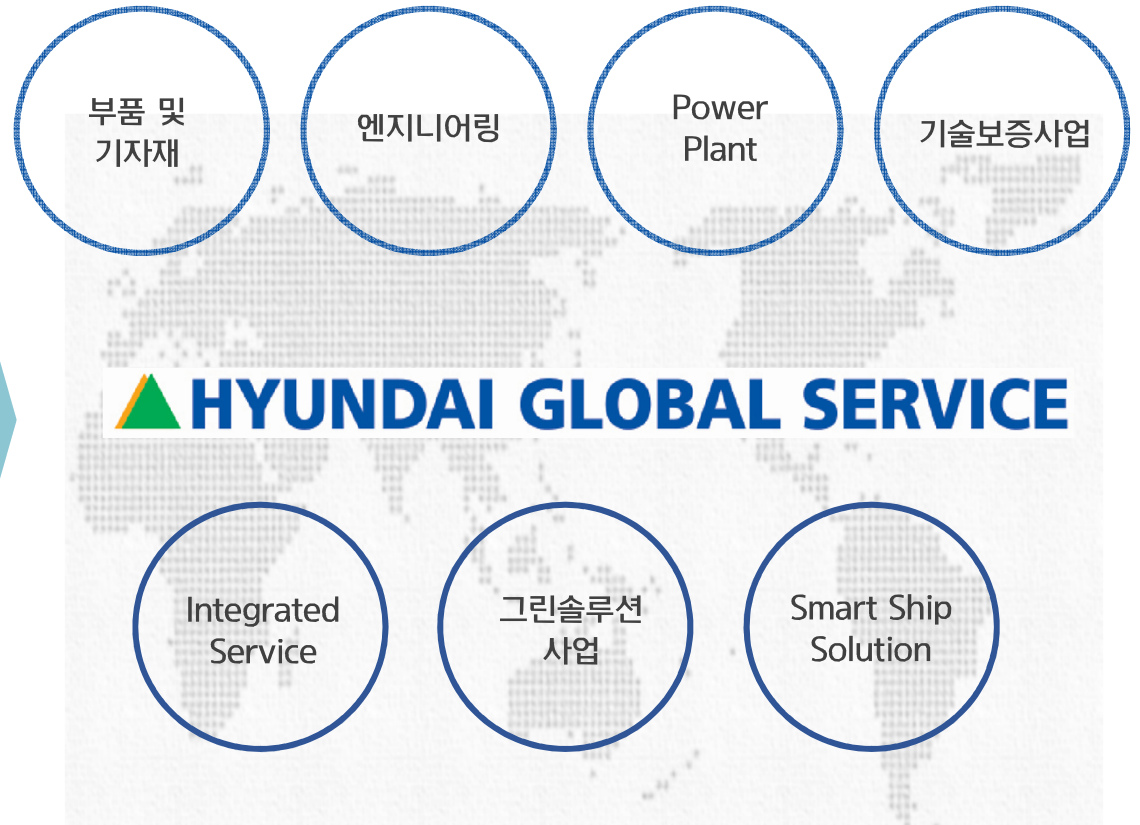 부품 및
기자재
엔지니어링
Power
Plant
기술보증사업
HYUNDAI GLOBAL SERVICE
Integrated
Service
그린솔루션
사업
Smart Ship
Solution